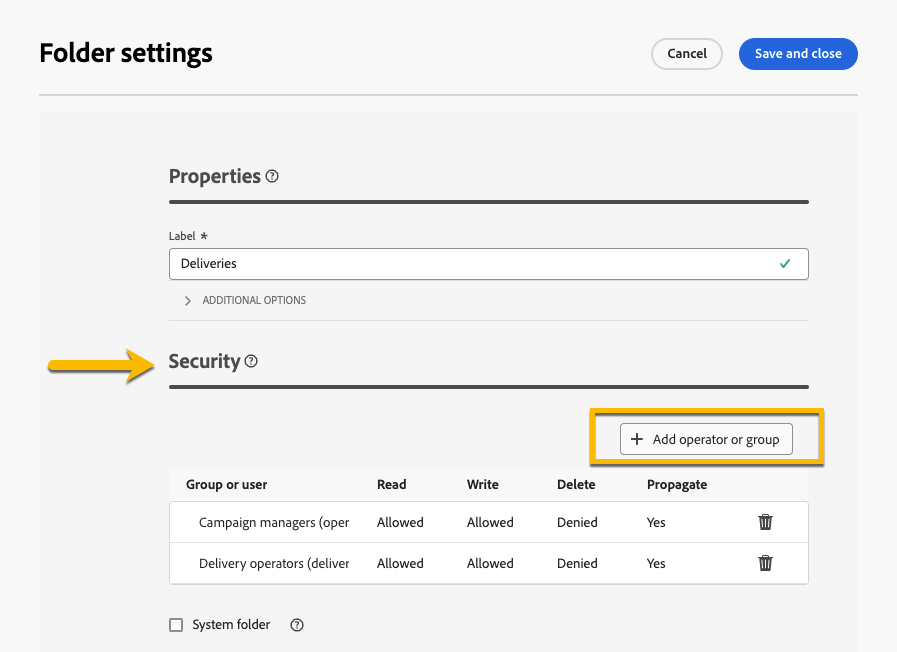 Folder settings
Cancel
Save and close
Properties
Label *
Deliveries
ADDITIONAL OPTIONS
Security
+ Add operator or group
Group or user Read Write Delete Propagate
Campaign managers (oper Allowed Allowed Denied Yes
Delivery operators (deliver Allowed Allowed Denied Yes
System folder